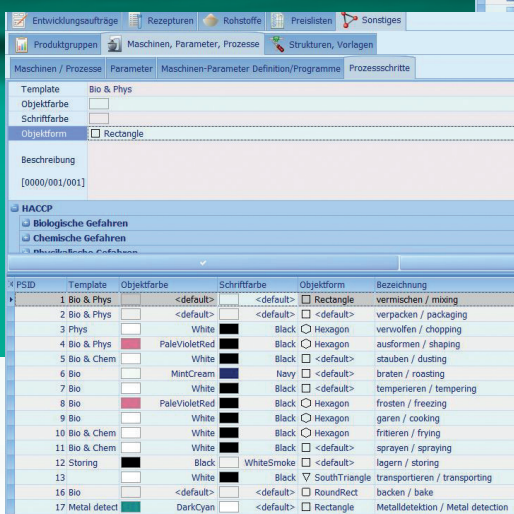 Entwicklungsaufträge Rezepturen Rohstoffe Preislisten Sonstiges
Produktgruppen Maschinen, Parameter, Prozesse Strukturen, Vorlagen
Maschinen / Prozesse Parameter Maschinen-Parameter Definition/Programme Prozessschritte
Template Bio & Phys
Objektfarbe
Schriftfarbe
Objektform Rectangle
Beschreibung
[0000/001/001]
HACCP
Biologische Gefahren
Chemische Gefahren
Physikalische Gefahren
PSID Template Objektfarbe Schriftfarbe Objektform Bezeichnung
1 Bio & Phys <default> <default> Rectangle vermischen / mixing
2 Bio & Phys <default> <default> <default> verpacken / packaging
3 Phys White Black Hexagon verwolfen / chopping
4 Bio & Phys PaleVioletRed Black Hexagon ausformen / shaping
5 Bio & Chem White Black <default> stauben / dusting
6 Bio MintCream Navy <default> braten / roasting
7 Bio White Black <default> temperieren / tempering
8 Bio PaleVioletRed Black Hexagon frosten / freezing
9 Bio White Black Hexagon garen / cooking
10 Bio & Chem White Black Hexagon fritieren / frying
11 Bio & Chem White Black <default> sprayen / spraying
12 Storing Black WhiteSmoke <default> lagern / storing
13 White Black SouthTriangle transportieren / transporting
16 Bio <default> <default> RoundRect backen / bake
17 Metal detect DarkCyan <default> Rectangle Metalldetektion / Metal detection